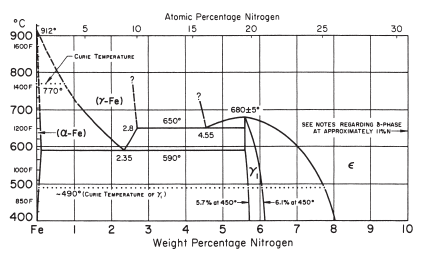 Atomic Percentage Nitrogen
°C 5 10 15 20 25 30
900 1600F 912°
CURIE TEMPERATURE
800
1400F 770°
700
(γ-Fe)
? ?
680±5°
650°
(α-Fe) 1200F 2.8 4.55
SEE NOTES REGARDING δ-PHASE
AT APPROXIMATELY 11%N
600
2.35 590°
1000F γ₁ ε
500
~490° (CURIE TEMPERATURE OF γ₁)
850F 5.7% at 450° 6.1% at 450°
400
Fe 1 2 3 4 5 6 7 8 9 10
Weight Percentage Nitrogen